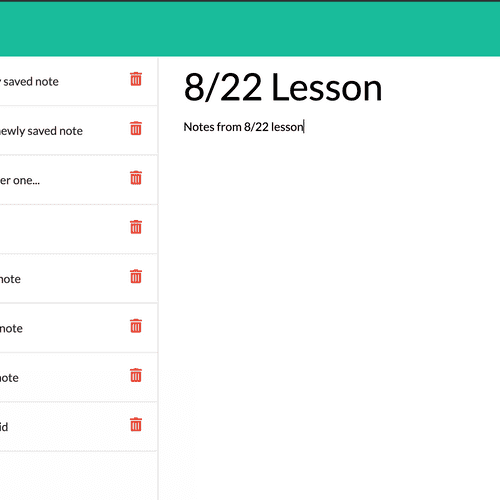 saved note
ewly saved note
er one...
note
note
note
id
8/22 Lesson
Notes from 8/22 lesson